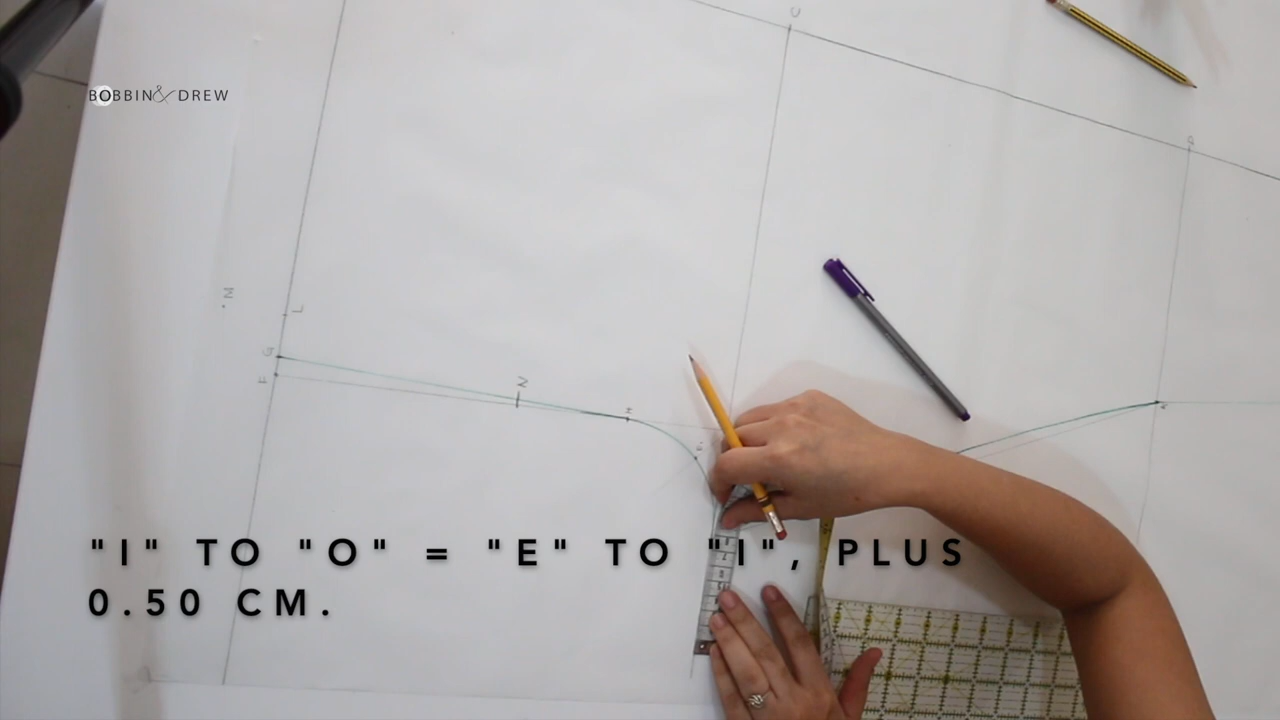 BOBBIN & DREW
C
M
L
G
F
N
H
"I" TO "O" = "E" TO "I", PLUS
0.50 CM.